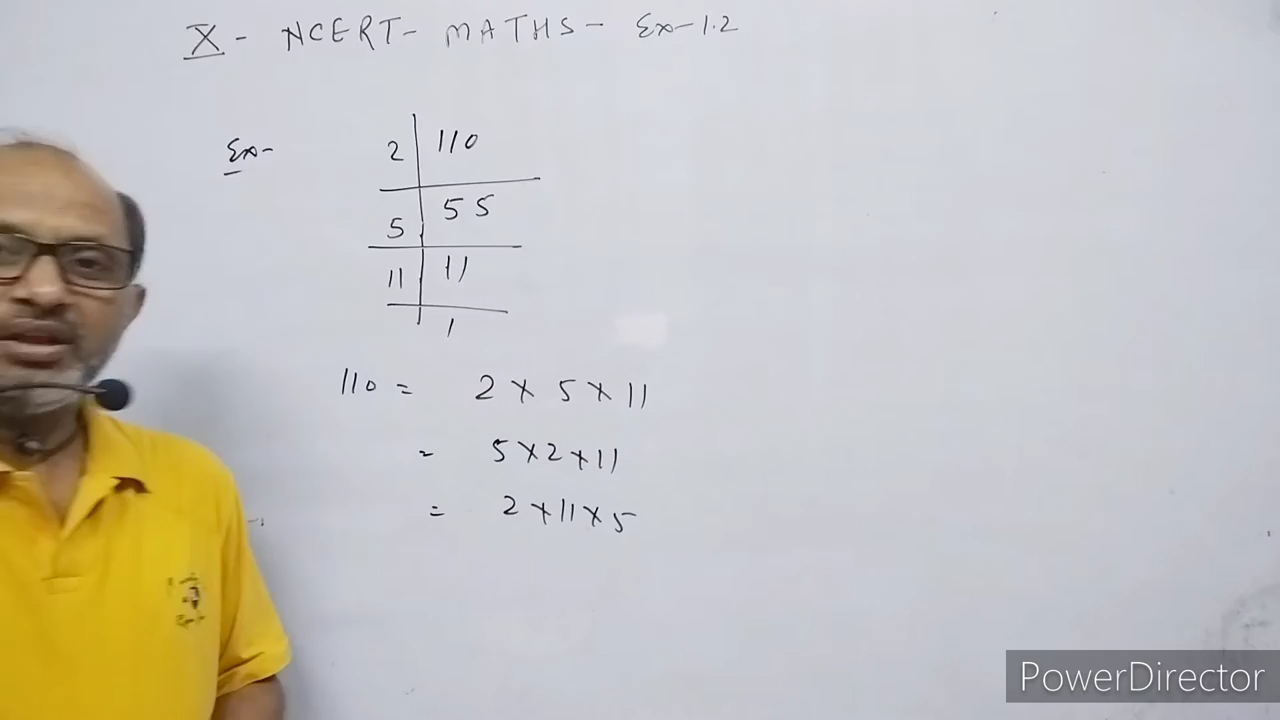 X - NCERT - MATHS - Ex-1.2
Ex-
2 | 110
5 | 55
11 | 11
1
110 = 2 × 5 × 11
= 5 × 2 × 11
= 2 × 11 × 5
PowerDirector